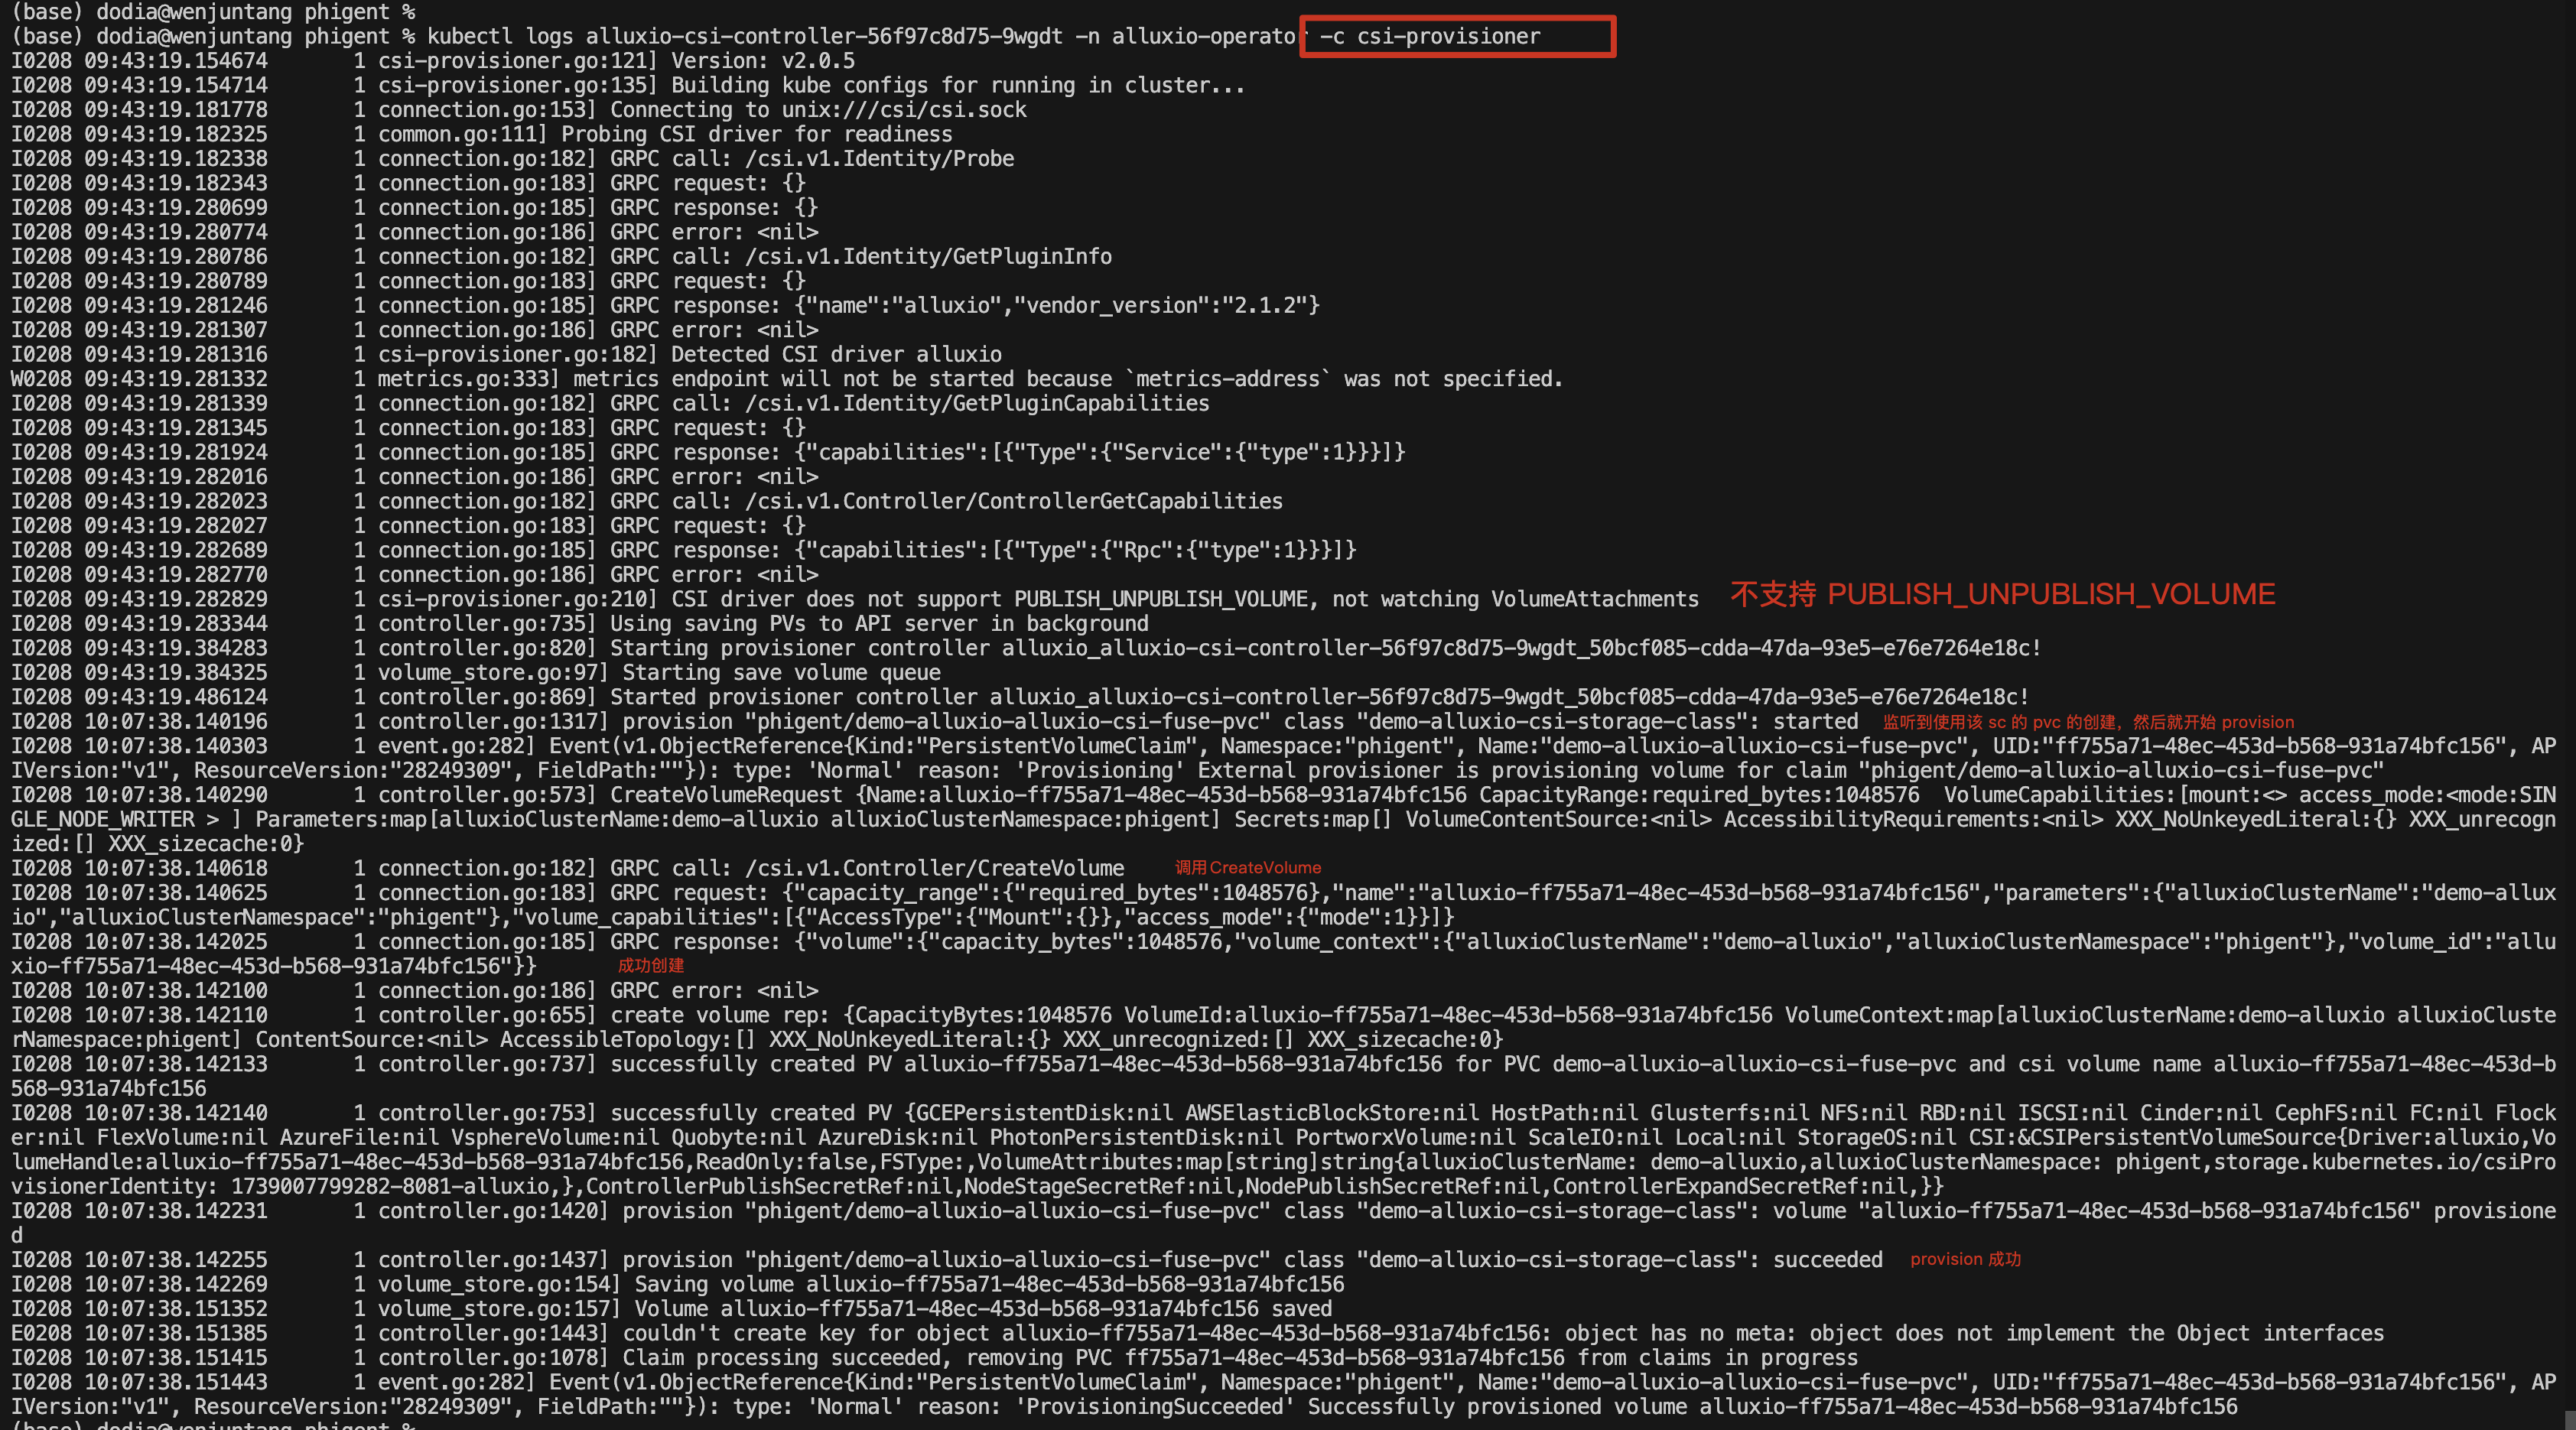 (base) dodia@wenjuntang phigent %
(base) dodia@wenjuntang phigent % kubectl logs alluxio-csi-controller-56f97c8d75-9wgdt -n alluxio-operator -c csi-provisioner
I0208 09:43:19.154674       1 csi-provisioner.go:121] Version: v2.0.5
I0208 09:43:19.154714       1 csi-provisioner.go:135] Building kube configs for running in cluster...
I0208 09:43:19.181778       1 connection.go:153] Connecting to unix:///csi/csi.sock
I0208 09:43:19.182325       1 common.go:111] Probing CSI driver for readiness
I0208 09:43:19.182338       1 connection.go:182] GRPC call: /csi.v1.Identity/Probe
I0208 09:43:19.182343       1 connection.go:183] GRPC request: {}
I0208 09:43:19.280699       1 connection.go:185] GRPC response: {}
I0208 09:43:19.280774       1 connection.go:186] GRPC error: <nil>
I0208 09:43:19.280786       1 connection.go:182] GRPC call: /csi.v1.Identity/GetPluginInfo
I0208 09:43:19.280789       1 connection.go:183] GRPC request: {}
I0208 09:43:19.281246       1 connection.go:185] GRPC response: {"name":"alluxio","vendor_version":"2.1.2"}
I0208 09:43:19.281307       1 connection.go:186] GRPC error: <nil>
I0208 09:43:19.281316       1 csi-provisioner.go:182] Detected CSI driver alluxio
W0208 09:43:19.281332       1 metrics.go:333] metrics endpoint will not be started because `metrics-address` was not specified.
I0208 09:43:19.281339       1 connection.go:182] GRPC call: /csi.v1.Identity/GetPluginCapabilities
I0208 09:43:19.281345       1 connection.go:183] GRPC request: {}
I0208 09:43:19.281924       1 connection.go:185] GRPC response: {"capabilities":[{"Type":{"Service":{"type":1}}}]}
I0208 09:43:19.282016       1 connection.go:186] GRPC error: <nil>
I0208 09:43:19.282023       1 connection.go:182] GRPC call: /csi.v1.Controller/ControllerGetCapabilities
I0208 09:43:19.282027       1 connection.go:183] GRPC request: {}
I0208 09:43:19.282689       1 connection.go:185] GRPC response: {"capabilities":[{"Type":{"Rpc":{"type":1}}}]}
I0208 09:43:19.282770       1 connection.go:186] GRPC error: <nil>
I0208 09:43:19.282829       1 csi-provisioner.go:210] CSI driver does not support PUBLISH_UNPUBLISH_VOLUME, not watching VolumeAttachments 不支持 PUBLISH_UNPUBLISH_VOLUME
I0208 09:43:19.283344       1 controller.go:735] Using saving PVs to API server in background
I0208 09:43:19.384283       1 controller.go:820] Starting provisioner controller alluxio_alluxio-csi-controller-56f97c8d75-9wgdt_50bcf085-cdda-47da-93e5-e76e7264e18c!
I0208 09:43:19.384325       1 volume_store.go:97] Starting save volume queue
I0208 09:43:19.486124       1 controller.go:869] Started provisioner controller alluxio_alluxio-csi-controller-56f97c8d75-9wgdt_50bcf085-cdda-47da-93e5-e76e7264e18c!
I0208 10:07:38.140196       1 controller.go:1317] provision "phigent/demo-alluxio-alluxio-csi-fuse-pvc" class "demo-alluxio-csi-storage-class": started 监听到使用该 sc 的 pvc 的创建，然后就开始 provision
I0208 10:07:38.140303       1 event.go:282] Event(v1.ObjectReference{Kind:"PersistentVolumeClaim", Namespace:"phigent", Name:"demo-alluxio-alluxio-csi-fuse-pvc", UID:"ff755a71-48ec-453d-b568-931a74bfc156", AP
IVersion:"v1", ResourceVersion:"28249309", FieldPath:""}): type: 'Normal' reason: 'Provisioning' External provisioner is provisioning volume for claim "phigent/demo-alluxio-alluxio-csi-fuse-pvc"
I0208 10:07:38.140290       1 controller.go:573] CreateVolumeRequest {Name:alluxio-ff755a71-48ec-453d-b568-931a74bfc156 CapacityRange:required_bytes:1048576  VolumeCapabilities:[mount:<> access_mode:<mode:SIN
GLE_NODE_WRITER > ] Parameters:map[alluxioClusterName:demo-alluxio alluxioClusterNamespace:phigent] Secrets:map[] VolumeContentSource:<nil> AccessibilityRequirements:<nil> XXX_NoUnkeyedLiteral:{} XXX_unrecogn
ized:[] XXX_sizecache:0}
I0208 10:07:38.140618       1 connection.go:182] GRPC call: /csi.v1.Controller/CreateVolume 调用CreateVolume
I0208 10:07:38.140625       1 connection.go:183] GRPC request: {"capacity_range":{"required_bytes":1048576},"name":"alluxio-ff755a71-48ec-453d-b568-931a74bfc156","parameters":{"alluxioClusterName":"demo-allux
io","alluxioClusterNamespace":"phigent"},"volume_capabilities":[{"AccessType":{"Mount":{}},"access_mode":{"mode":1}}]}
I0208 10:07:38.142025       1 connection.go:185] GRPC response: {"volume":{"capacity_bytes":1048576,"volume_context":{"alluxioClusterName":"demo-alluxio","alluxioClusterNamespace":"phigent"},"volume_id":"allu
xio-ff755a71-48ec-453d-b568-931a74bfc156"}} 成功创建
I0208 10:07:38.142100       1 connection.go:186] GRPC error: <nil>
I0208 10:07:38.142110       1 controller.go:655] create volume rep: {CapacityBytes:1048576 VolumeId:alluxio-ff755a71-48ec-453d-b568-931a74bfc156 VolumeContext:map[alluxioClusterName:demo-alluxio alluxioCluste
rNamespace:phigent] ContentSource:<nil> AccessibleTopology:[] XXX_NoUnkeyedLiteral:{} XXX_unrecognized:[] XXX_sizecache:0}
I0208 10:07:38.142133       1 controller.go:737] successfully created PV alluxio-ff755a71-48ec-453d-b568-931a74bfc156 for PVC demo-alluxio-alluxio-csi-fuse-pvc and csi volume name alluxio-ff755a71-48ec-453d-b
568-931a74bfc156
I0208 10:07:38.142140       1 controller.go:753] successfully created PV {GCEPersistentDisk:nil AWSElasticBlockStore:nil HostPath:nil Glusterfs:nil NFS:nil RBD:nil ISCSI:nil Cinder:nil CephFS:nil FC:nil Flock
er:nil FlexVolume:nil AzureFile:nil VsphereVolume:nil Quobyte:nil AzureDisk:nil PhotonPersistentDisk:nil PortworxVolume:nil ScaleIO:nil Local:nil StorageOS:nil CSI:&CSIPersistentVolumeSource{Driver:alluxio,Vo
lumeHandle:alluxio-ff755a71-48ec-453d-b568-931a74bfc156,ReadOnly:false,FSType:,VolumeAttributes:map[string]string{alluxioClusterName: demo-alluxio,alluxioClusterNamespace: phigent,storage.kubernetes.io/csiPro
visionerIdentity: 1739007799282-8081-alluxio,},ControllerPublishSecretRef:nil,NodeStageSecretRef:nil,NodePublishSecretRef:nil,ControllerExpandSecretRef:nil,}}
I0208 10:07:38.142231       1 controller.go:1420] provision "phigent/demo-alluxio-alluxio-csi-fuse-pvc" class "demo-alluxio-csi-storage-class": volume "alluxio-ff755a71-48ec-453d-b568-931a74bfc156" provisione
d
I0208 10:07:38.142255       1 controller.go:1437] provision "phigent/demo-alluxio-alluxio-csi-fuse-pvc" class "demo-alluxio-csi-storage-class": succeeded provision 成功
I0208 10:07:38.142269       1 volume_store.go:154] Saving volume alluxio-ff755a71-48ec-453d-b568-931a74bfc156
I0208 10:07:38.151352       1 volume_store.go:157] Volume alluxio-ff755a71-48ec-453d-b568-931a74bfc156 saved
E0208 10:07:38.151385       1 controller.go:1443] couldn't create key for object alluxio-ff755a71-48ec-453d-b568-931a74bfc156: object has no meta: object does not implement the Object interfaces
I0208 10:07:38.151415       1 controller.go:1078] Claim processing succeeded, removing PVC ff755a71-48ec-453d-b568-931a74bfc156 from claims in progress
I0208 10:07:38.151443       1 event.go:282] Event(v1.ObjectReference{Kind:"PersistentVolumeClaim", Namespace:"phigent", Name:"demo-alluxio-alluxio-csi-fuse-pvc", UID:"ff755a71-48ec-453d-b568-931a74bfc156", AP
IVersion:"v1", ResourceVersion:"28249309", FieldPath:""}): type: 'Normal' reason: 'ProvisioningSucceeded' Successfully provisioned volume alluxio-ff755a71-48ec-453d-b568-931a74bfc156
(base) dodia@wenjuntang phigent %